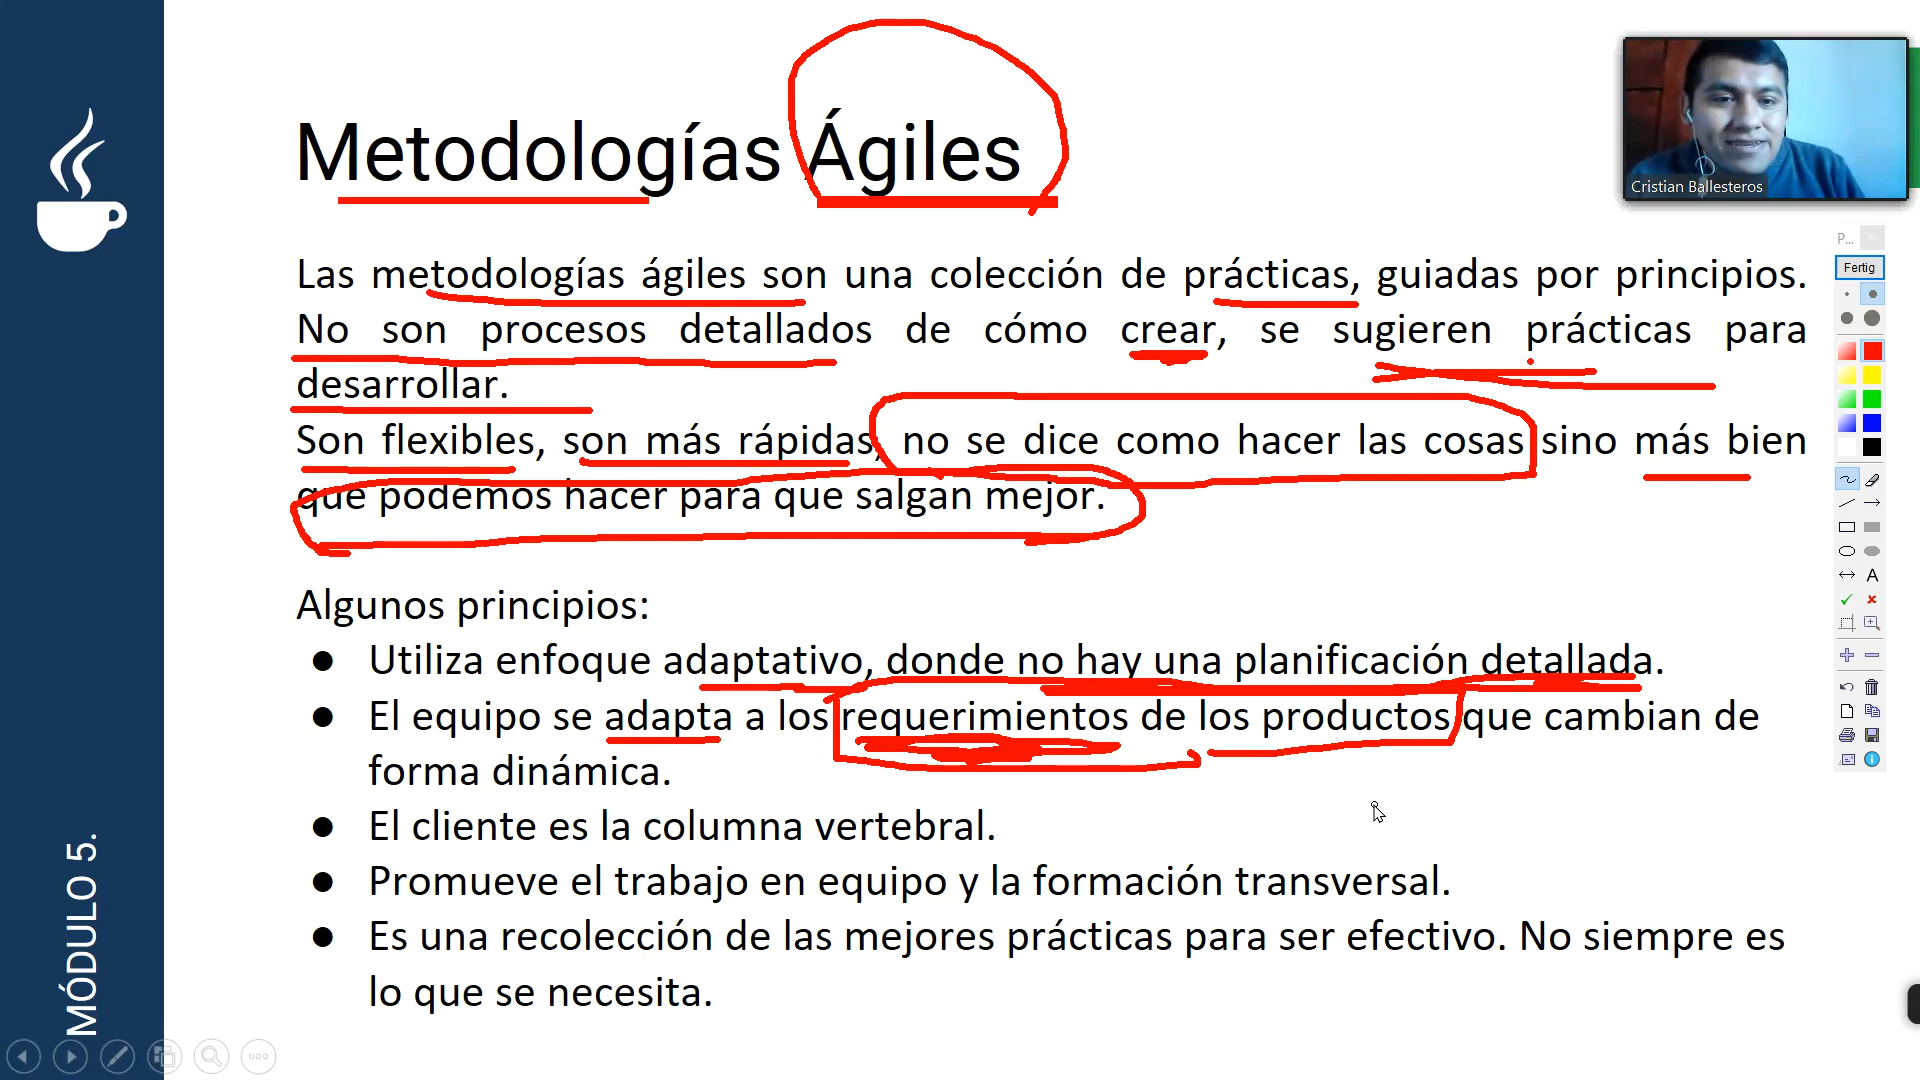 Metodologías Ágiles
Cristian Ballesteros
Las metodologías ágiles son una colección de prácticas, guiadas por principios.
No son procesos detallados de cómo crear, se sugieren prácticas para
desarrollar.
Son flexibles, son más rápidas, no se dice como hacer las cosas sino más bien
que podemos hacer para que salgan mejor.
Algunos principios:
● Utiliza enfoque adaptativo, donde no hay una planificación detallada.
● El equipo se adapta a los requerimientos de los productos que cambian de
forma dinámica.
● El cliente es la columna vertebral.
● Promueve el trabajo en equipo y la formación transversal.
● Es una recolección de las mejores prácticas para ser efectivo. No siempre es
lo que se necesita.
MÓDULO 5.
P...
Fertig
A